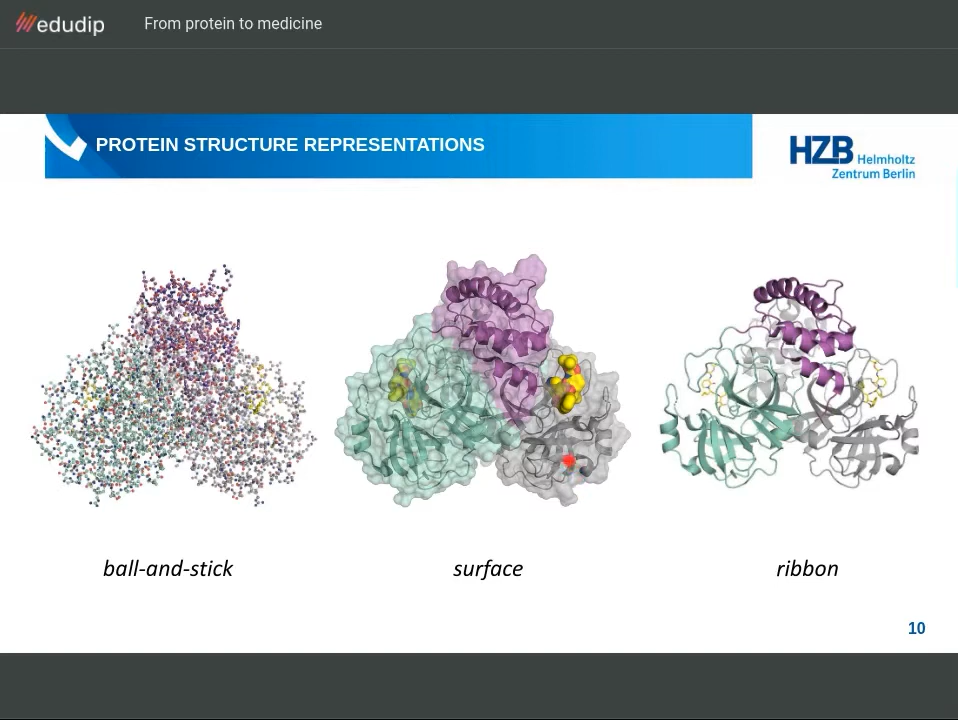 edudip
From protein to medicine
PROTEIN STRUCTURE REPRESENTATIONS
HZB Helmholtz
Zentrum Berlin
ball-and-stick
surface
ribbon
10